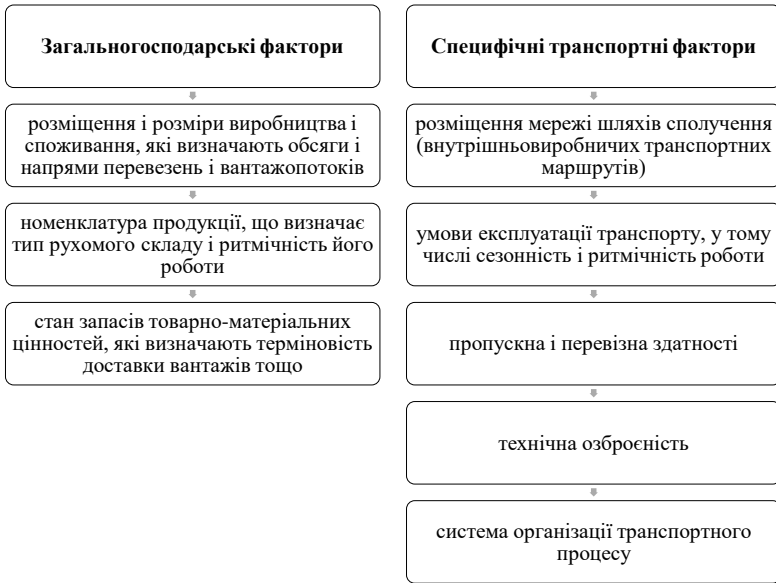 Загальногосподарські фактори
розміщення і розміри виробництва і
споживання, які визначають обсяги і
напрями перевезень і вантажопотоків
номенклатура продукції, що визначає
тип рухомого складу і ритмічність його
роботи
стан запасів товарно-матеріальних
цінностей, які визначають терміновість
доставки вантажів тощо
Специфічні транспортні фактори
розміщення мережі шляхів сполучення
(внутрішньовиробничих транспортних
маршрутів)
умови експлуатації транспорту, у тому
числі сезонність і ритмічність роботи
пропускна і перевізна здатності
технічна озброєність
система організації транспортного
процесу